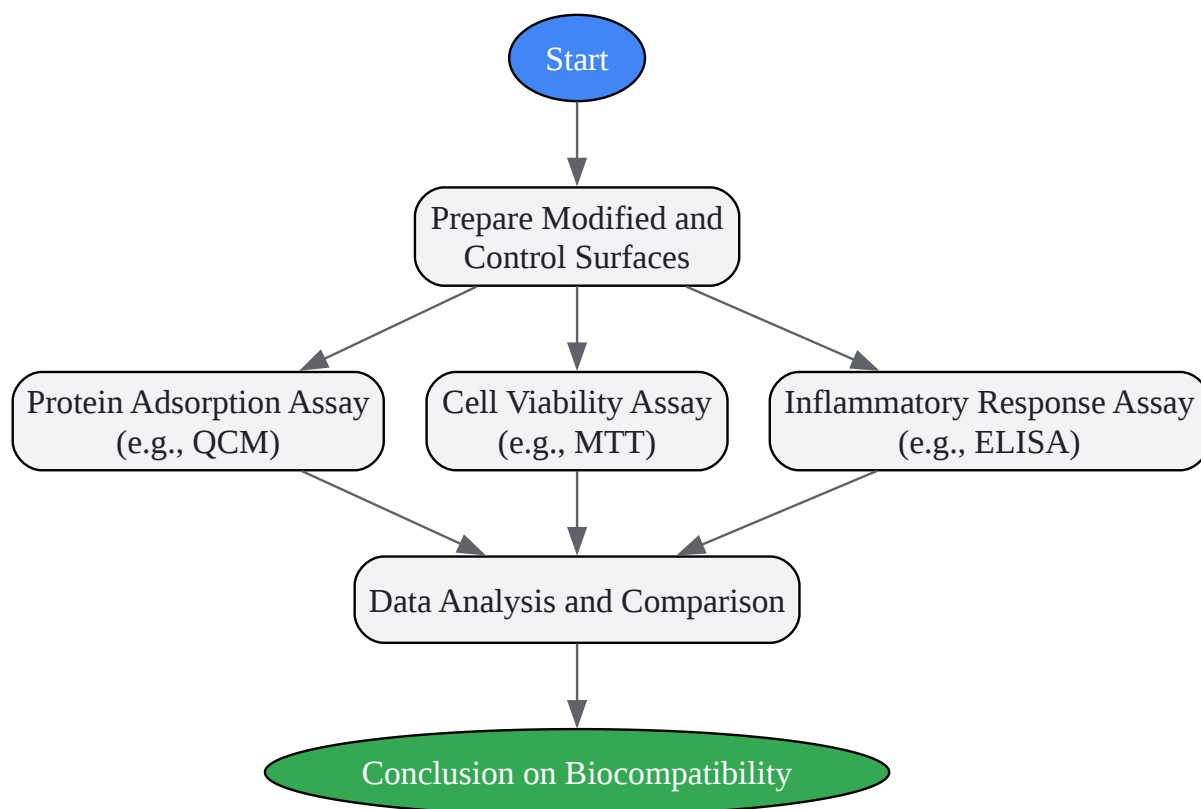 Start
Prepare Modified and
Control Surfaces
Protein Adsorption Assay
(e.g., QCM)
Cell Viability Assay
(e.g., MTT)
Inflammatory Response Assay
(e.g., ELISA)
Data Analysis and Comparison
Conclusion on Biocompatibility